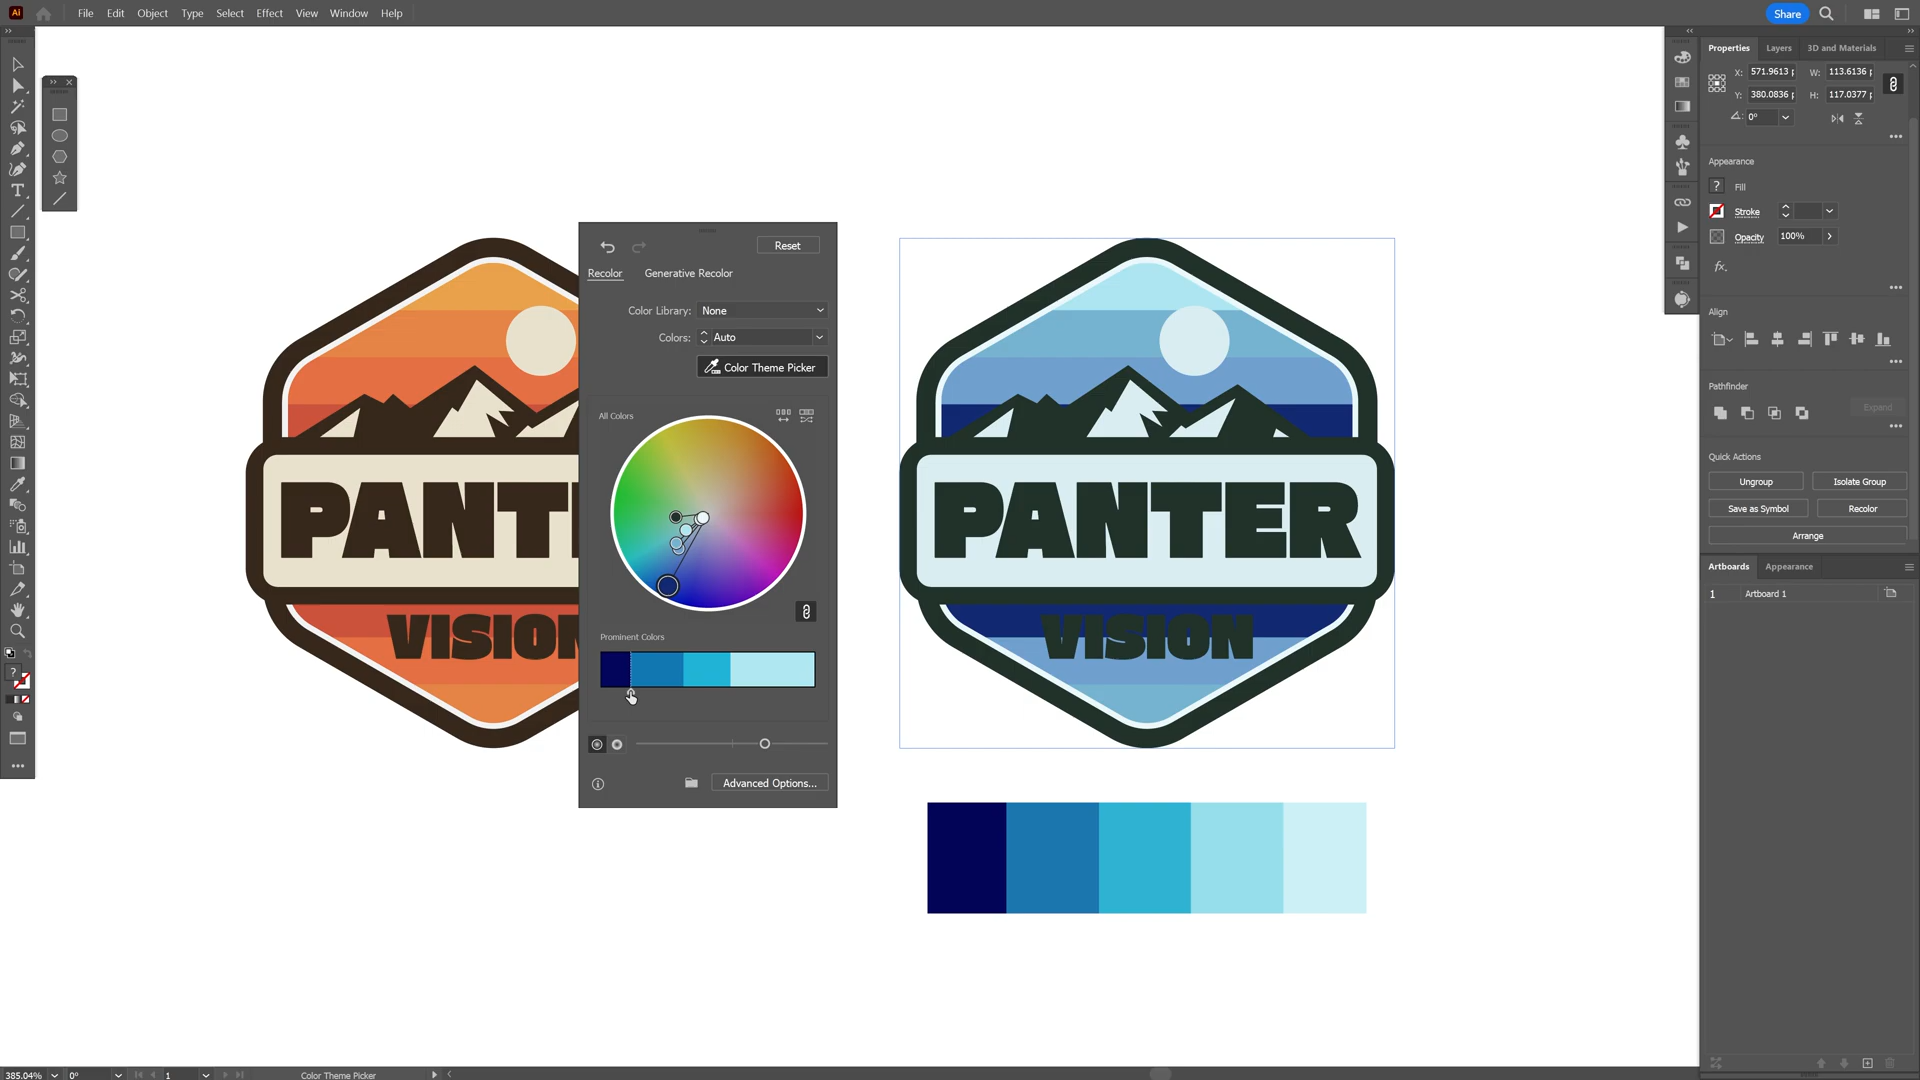 Ai File Edit Object Type Select Effect View Window Help Share
Properties Layers 3D and Materials
X: 571.9613 p W: 113.6136 p
Y: 380.0836 p H: 117.0377 p
0°
Appearance
? Fill
Stroke
Opacity 100%
fx.
Align
Pathfinder
Expand
Quick Actions
Ungroup Isolate Group
Save as Symbol Recolor
Arrange
Artboards Appearance
1 Artboard 1
Reset
Recolor Generative Recolor
Color Library: None
Colors: Auto
Color Theme Picker
All Colors
Prominent Colors
Advanced Options...
PANTE
VISION
PANTER
VISION
385.04% 0° 1 Color Theme Picker